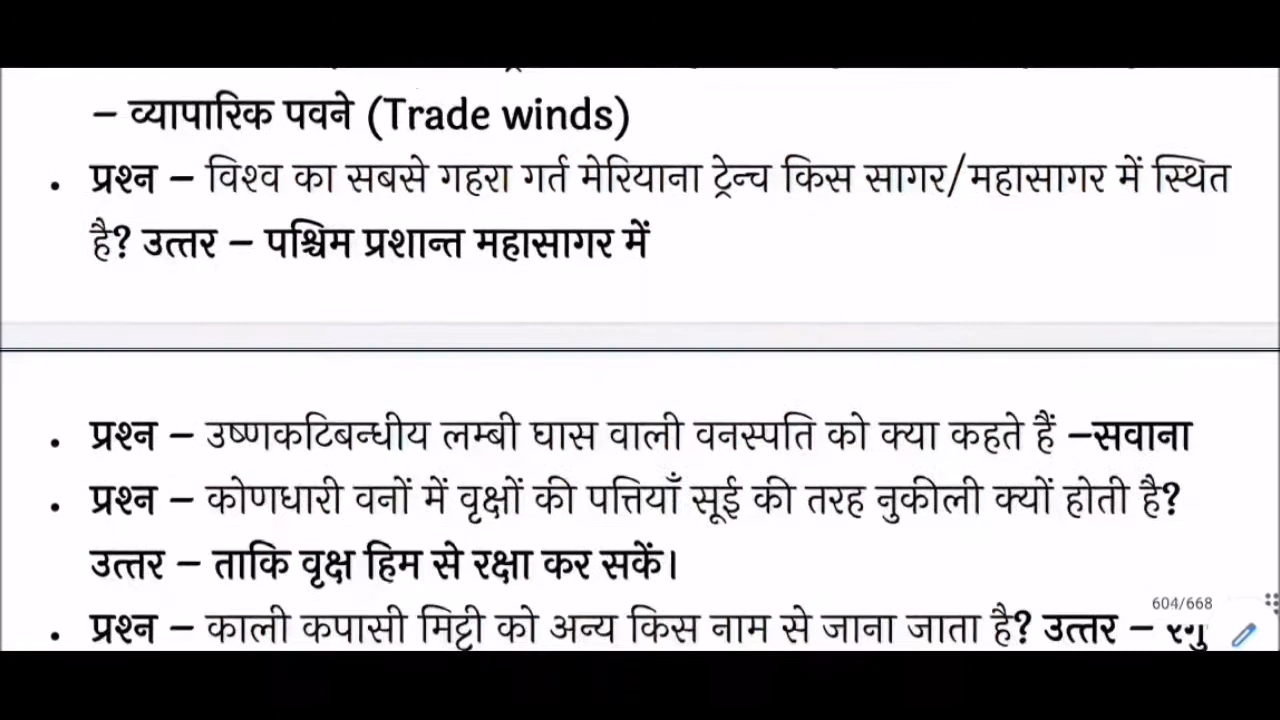 – व्यापारिक पवने (Trade winds)
• प्रश्न – विश्व का सबसे गहरा गर्त मेरियाना ट्रेन्च किस सागर/महासागर में स्थित
है? उत्तर – पश्चिम प्रशान्त महासागर में
• प्रश्न – उष्णकटिबन्धीय लम्बी घास वाली वनस्पति को क्या कहते हैं –सवाना
• प्रश्न – कोणधारी वनों में वृक्षों की पत्तियाँ सूई की तरह नुकीली क्यों होती है?
उत्तर – ताकि वृक्ष हिम से रक्षा कर सकें।
604/668
• प्रश्न – काली कपासी मिट्टी को अन्य किस नाम से जाना जाता है? उत्तर –